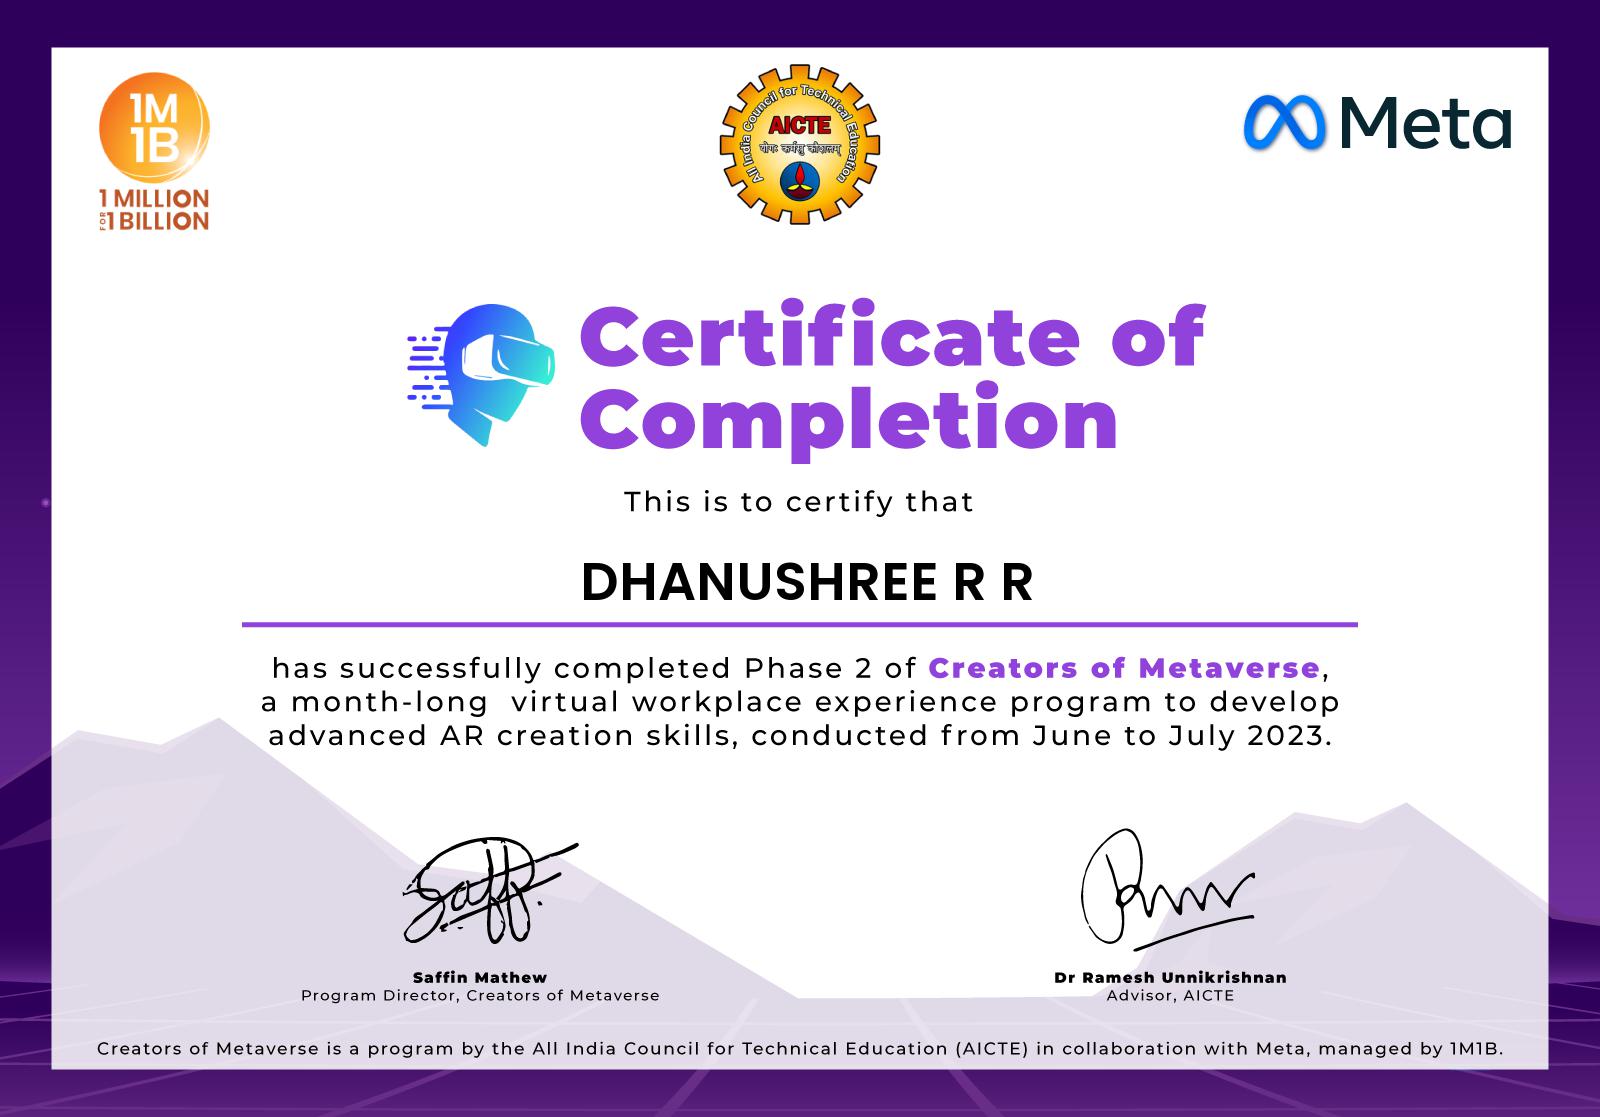 1M
1B
1 MILLION
FOR 1 BILLION
All India Council for Technical Education
AICTE
योगः कर्मसु कौशलम्
Meta
Certificate of
Completion
This is to certify that
DHANUSHREE R R
has successfully completed Phase 2 of Creators of Metaverse,
a month-long virtual workplace experience program to develop
advanced AR creation skills, conducted from June to July 2023.
Saffin Mathew
Program Director, Creators of Metaverse
Dr Ramesh Unnikrishnan
Advisor, AICTE
Creators of Metaverse is a program by the All India Council for Technical Education (AICTE) in collaboration with Meta, managed by 1M1B.